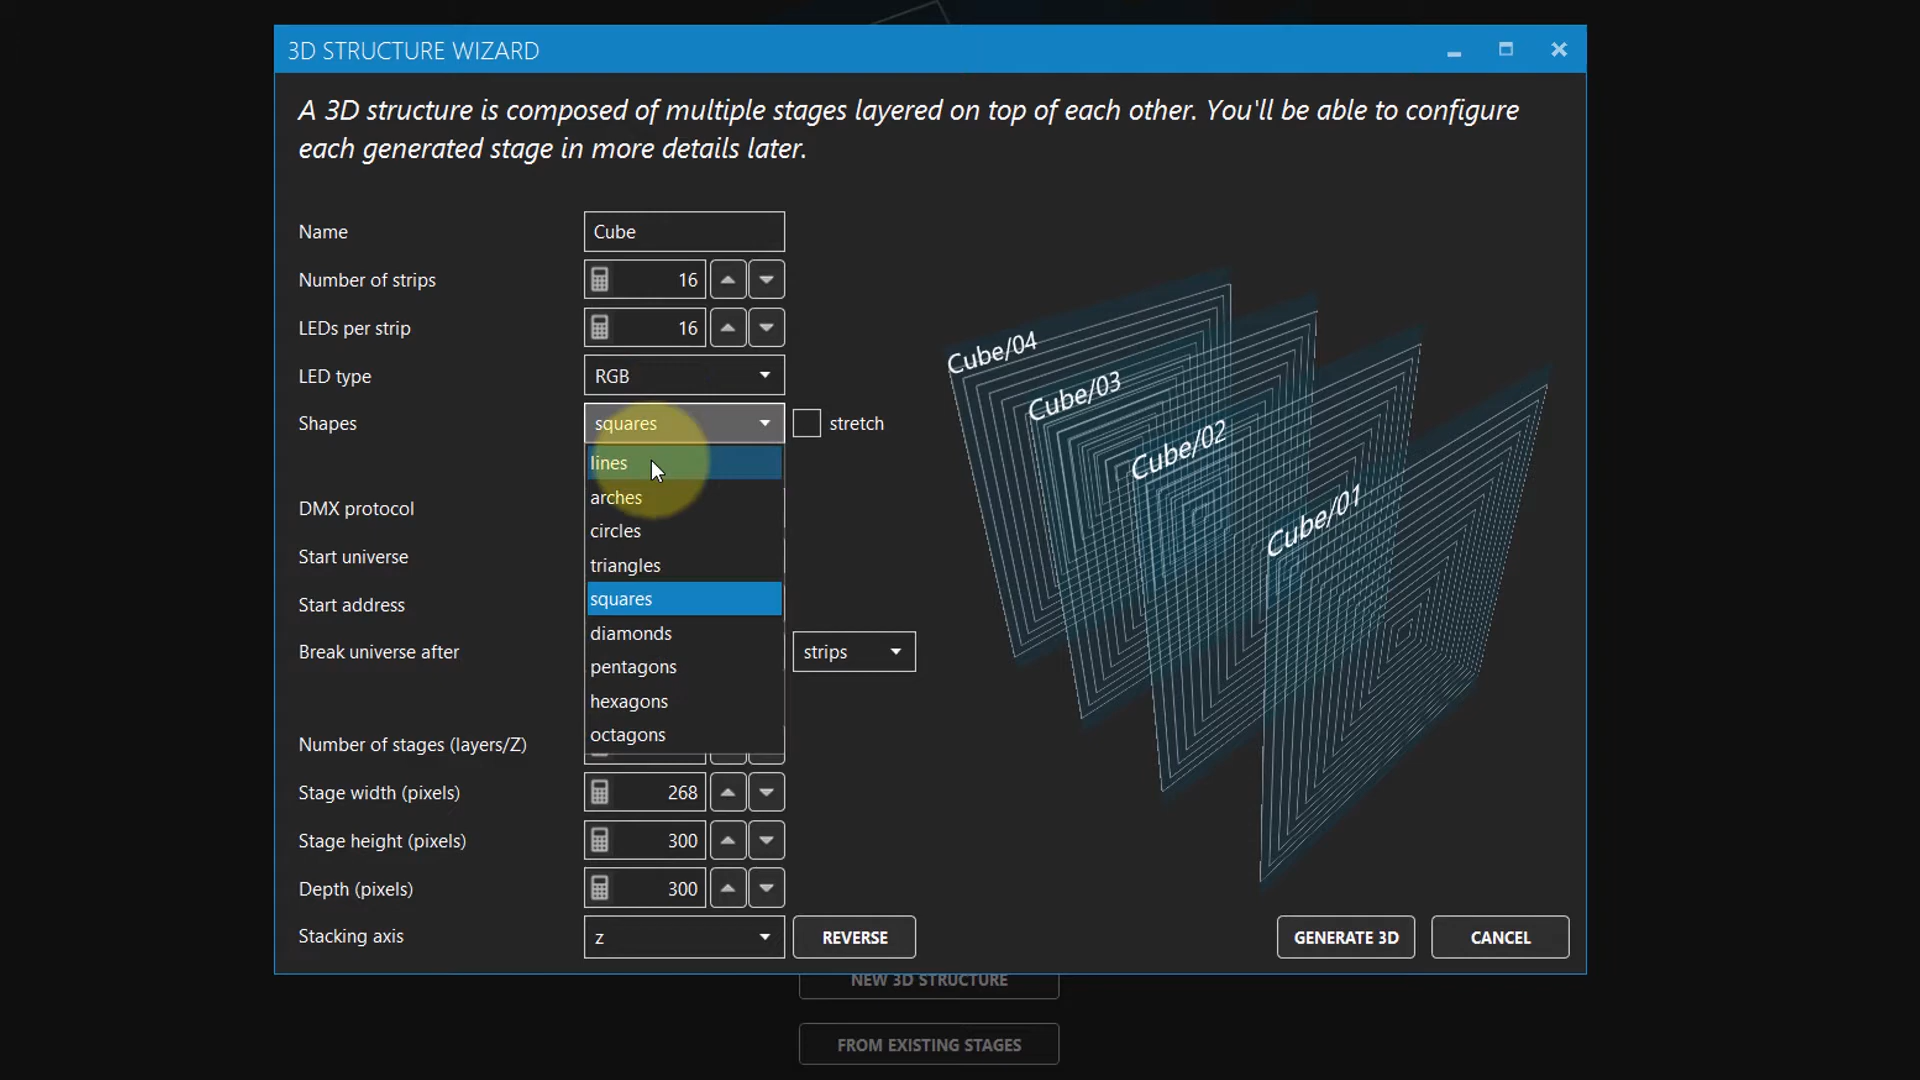 3D STRUCTURE WIZARD
A 3D structure is composed of multiple stages layered on top of each other. You'll be able to configure
each generated stage in more details later.
Name Cube
Number of strips 16
LEDs per strip 16
LED type RGB
Shapes squares stretch
lines
arches
DMX protocol
circles
Start universe
triangles
Start address squares
diamonds
Break universe after strips
pentagons
hexagons
octagons
Number of stages (layers/Z)
Stage width (pixels) 268
Stage height (pixels) 300
Depth (pixels) 300
Stacking axis z REVERSE
Cube/04
Cube/03
Cube/02
Cube/01
GENERATE 3D CANCEL
NEW 3D STRUCTURE
FROM EXISTING STAGES